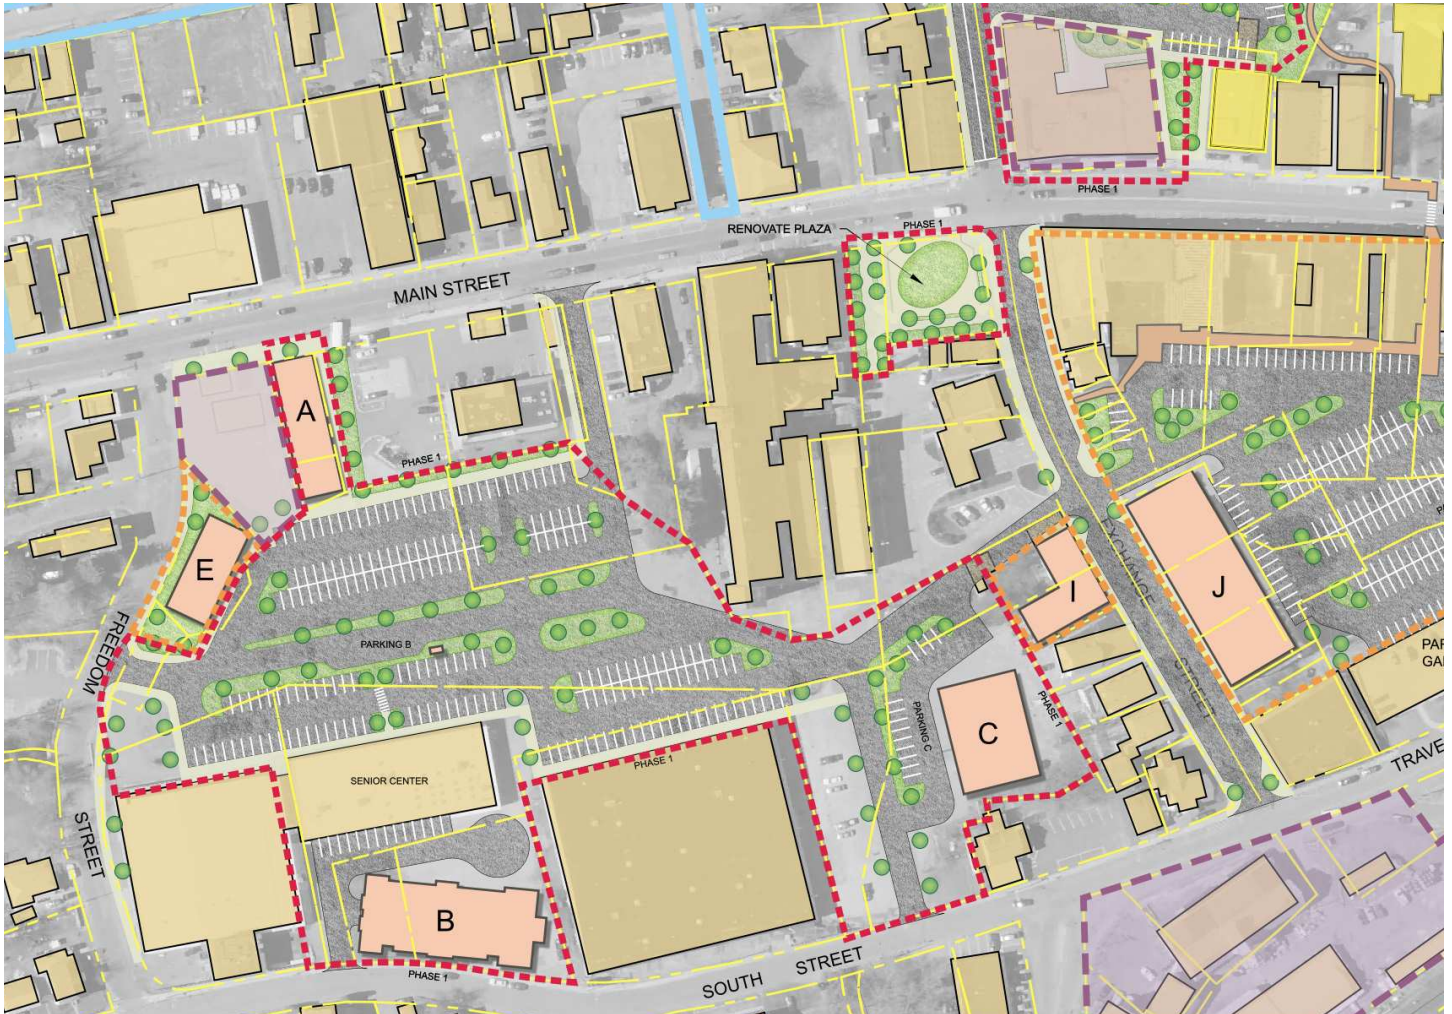 PHASE 1
PHASE 1
RENOVATE PLAZA
MAIN STREET
A
PHASE 1
E
EXCHANGE
STREET
I
J
FREEDOM
STREET
PARKING B
PAR
GA
PHASE 1
PARKING C
C
PHASE 1
SENIOR CENTER
TRAVE
B
PHASE 1
SOUTH STREET